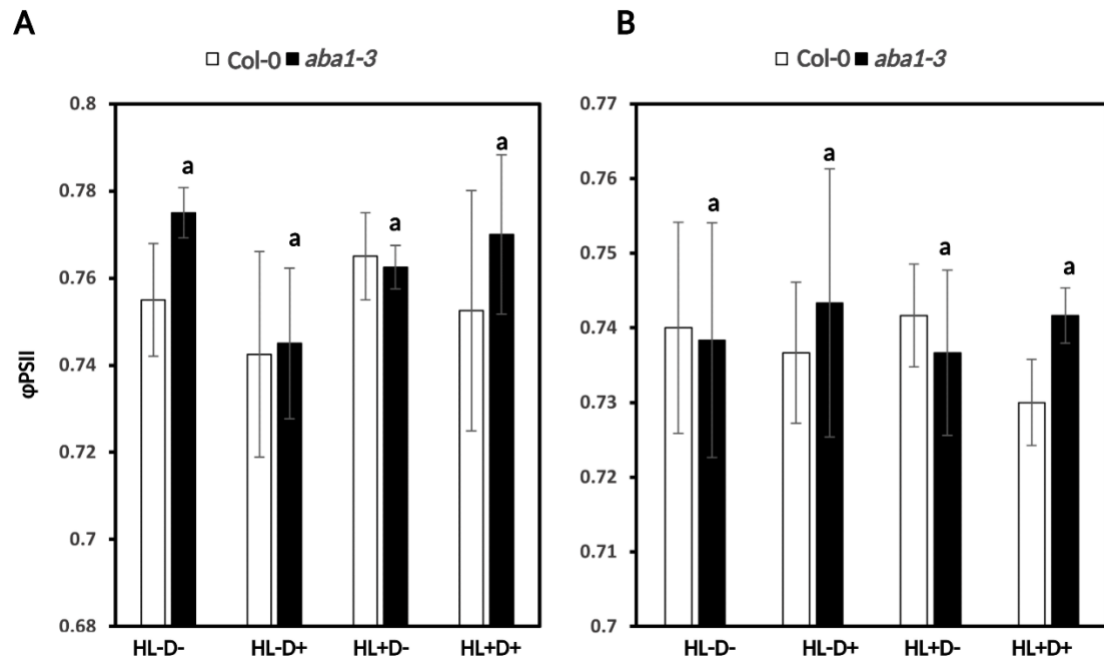 A
Col-0 aba1-3
0.8
0.78
0.76
0.74
0.72
0.7
0.68
φPSII
a
a
a
a
HL-D- HL-D+ HL+D- HL+D+
B
Col-0 aba1-3
0.77
0.76
0.75
0.74
0.73
0.72
0.71
0.7
a
a
a
a
HL-D- HL-D+ HL+D- HL+D+